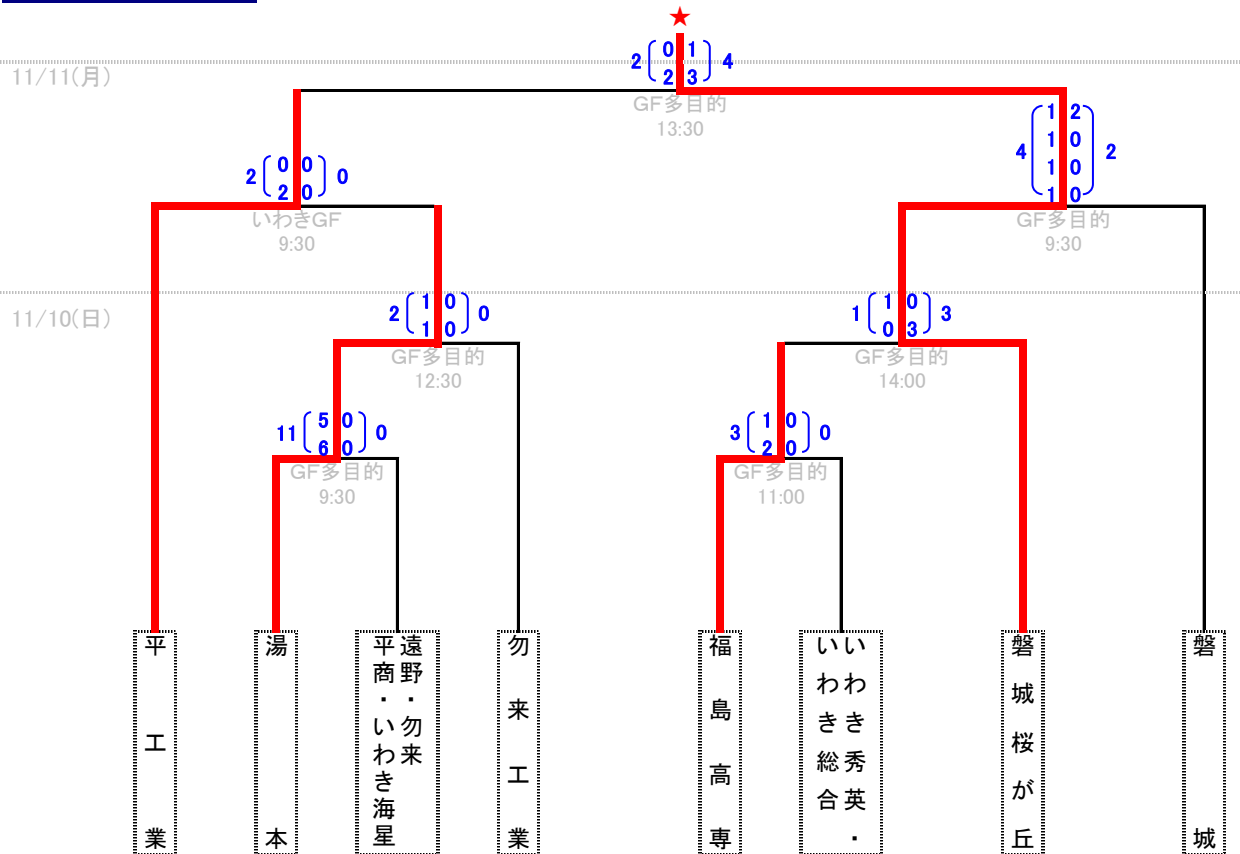 ★
2 0 1 4
2 3
11/11(月)
GF多目的
13:30
1 2
1 0
4 1 0 2
1 0
2 0 0 0
2 0
いわきGF
9:30
GF多目的
9:30
11/10(日)
2 1 0 0
1 0
GF多目的
12:30
1 1 0 3
0 3
GF多目的
14:00
11 5 0 0
6 0
GF多目的
9:30
3 1 0 0
2 0
GF多目的
11:00
平工業
湯本
遠野・勿来
平商・いわき海星
勿来工業
福島高専
いわき秀英・
いわき総合
磐城桜が丘
磐城